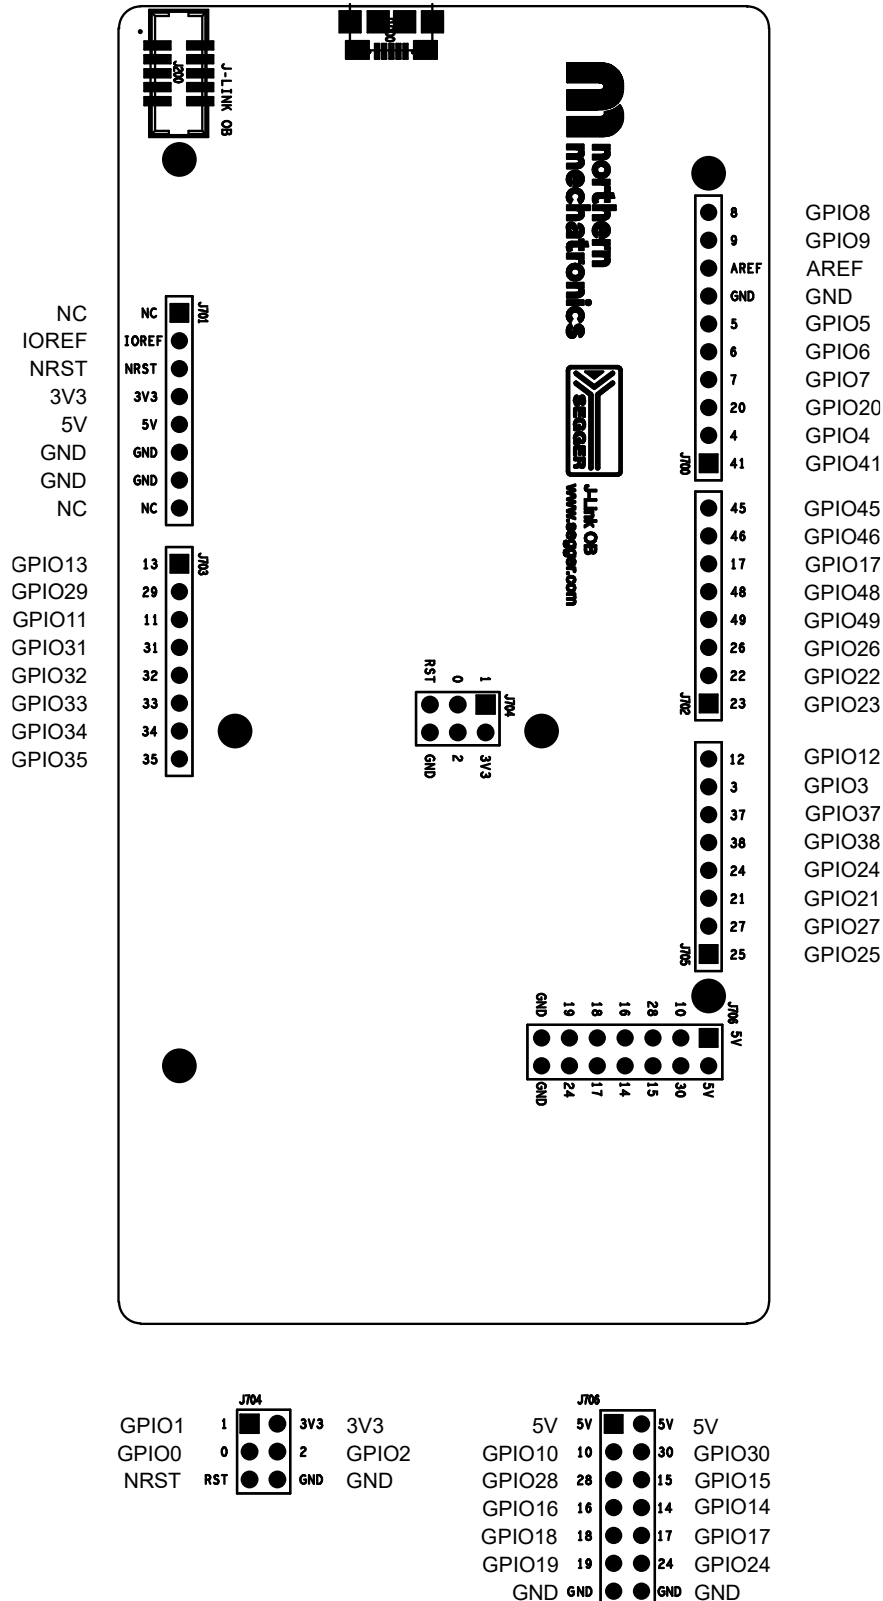 J200
J-LINK OB
northern
mechatronics
SEGGER
J-Link OB
www.segger.com
8 GPIO8
9 GPIO9
AREF AREF
GND GND
5 GPIO5
6 GPIO6
7 GPIO7
20 GPIO20
4 GPIO4
J700 41 GPIO41
NC NC J701
IOREF IOREF
NRST NRST
3V3 3V3
5V 5V
GND GND
GND GND
NC NC
45 GPIO45
46 GPIO46
17 GPIO17
48 GPIO48
49 GPIO49
26 GPIO26
22 GPIO22
J702 23 GPIO23
GPIO13 13 J703
GPIO29 29
GPIO11 11
GPIO31 31
GPIO32 32
GPIO33 33
GPIO34 34
GPIO35 35
RST 0 1 J704
GND 2 3V3
12 GPIO12
3 GPIO3
37 GPIO37
38 GPIO38
24 GPIO24
21 GPIO21
27 GPIO27
J705 25 GPIO25
GND 19 18 16 28 10 5V J706
GND 24 17 14 15 30 5V
J704
GPIO1 1 3V3 3V3
GPIO0 0 2 GPIO2
NRST RST GND GND
J706
5V 5V 5V 5V
GPIO10 10 30 GPIO30
GPIO28 28 15 GPIO15
GPIO16 16 14 GPIO14
GPIO18 18 17 GPIO17
GPIO19 19 24 GPIO24
GND GND GND GND